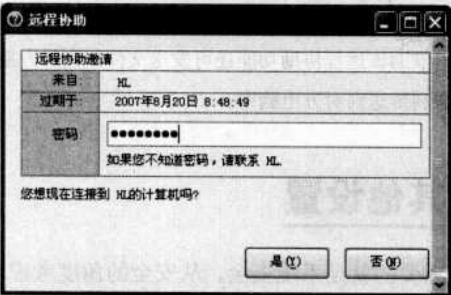 远程协助
远程协助邀请
来自: ML
过期于: 2007年8月20日 8:48:49
密码: ●●●●●●●●
如果您不知道密码，请联系 ML
您想现在连接到 ML的计算机吗?
是(Y) 否(N)